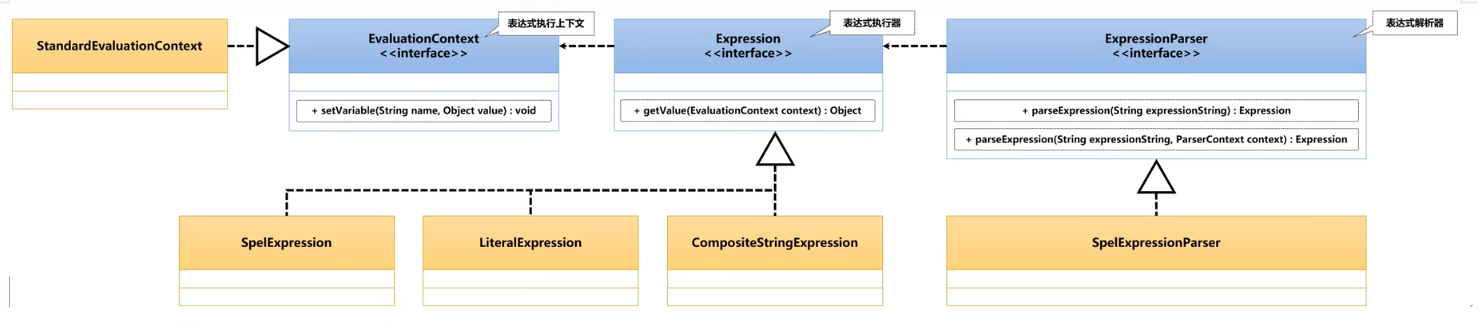 表达式执行上下文
表达式执行器
表达式解析器
StandardEvaluationContext
EvaluationContext
<<interface>>
Expression
<<interface>>
ExpressionParser
<<interface>>
+ setVariable(String name, Object value) : void
+ getValue(EvaluationContext context) : Object
+ parseExpression(String expressionString) : Expression
+ parseExpression(String expressionString, ParserContext context) : Expression
SpelExpression
LiteralExpression
CompositeStringExpression
SpelExpressionParser